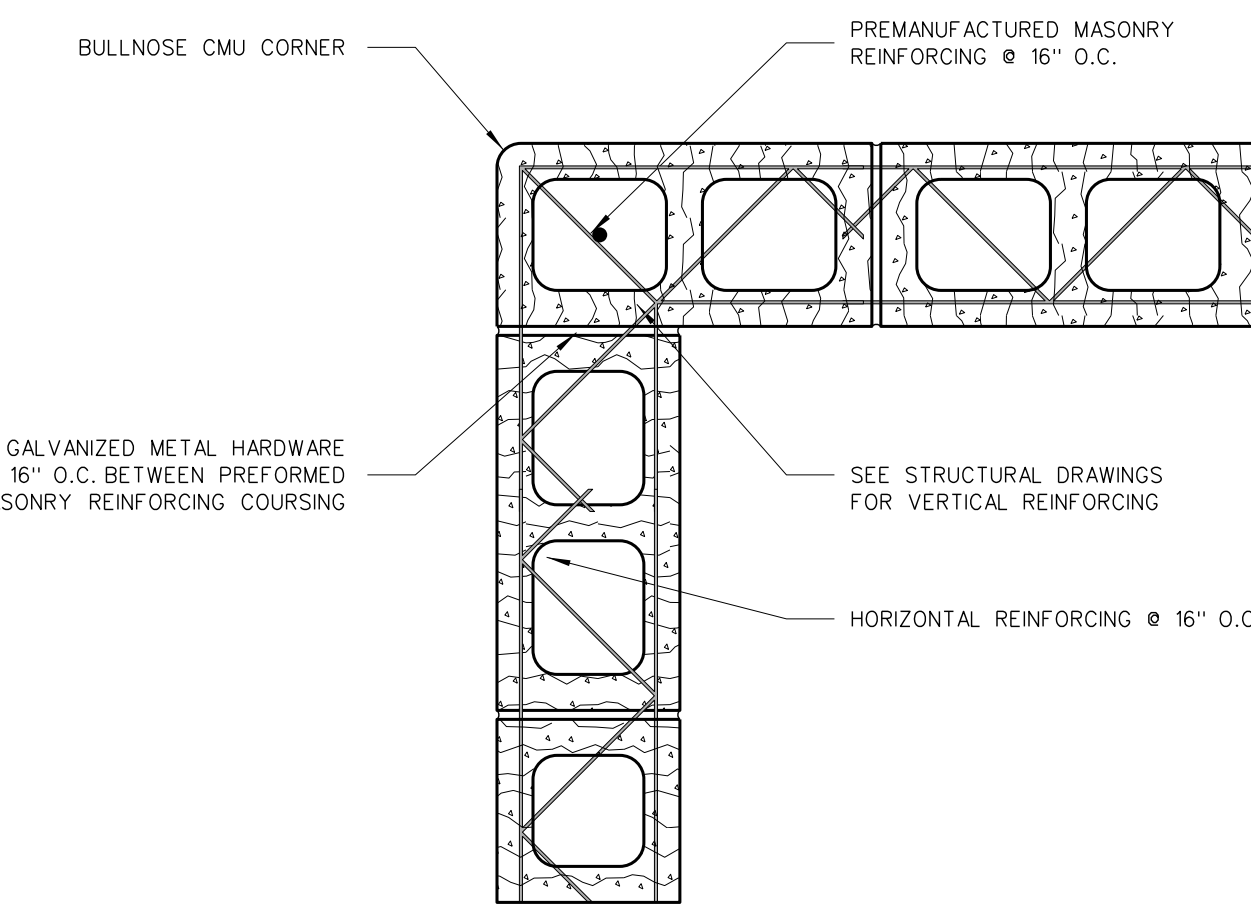 BULLNOSE CMU CORNER
PREMANUFACTURED MASONRY
REINFORCING @ 16" O.C.
GALVANIZED METAL HARDWARE
16" O.C. BETWEEN PREFORMED
REINFORCING COURSING
SEE STRUCTURAL DRAWINGS
FOR VERTICAL REINFORCING
HORIZONTAL REINFORCING @ 16"